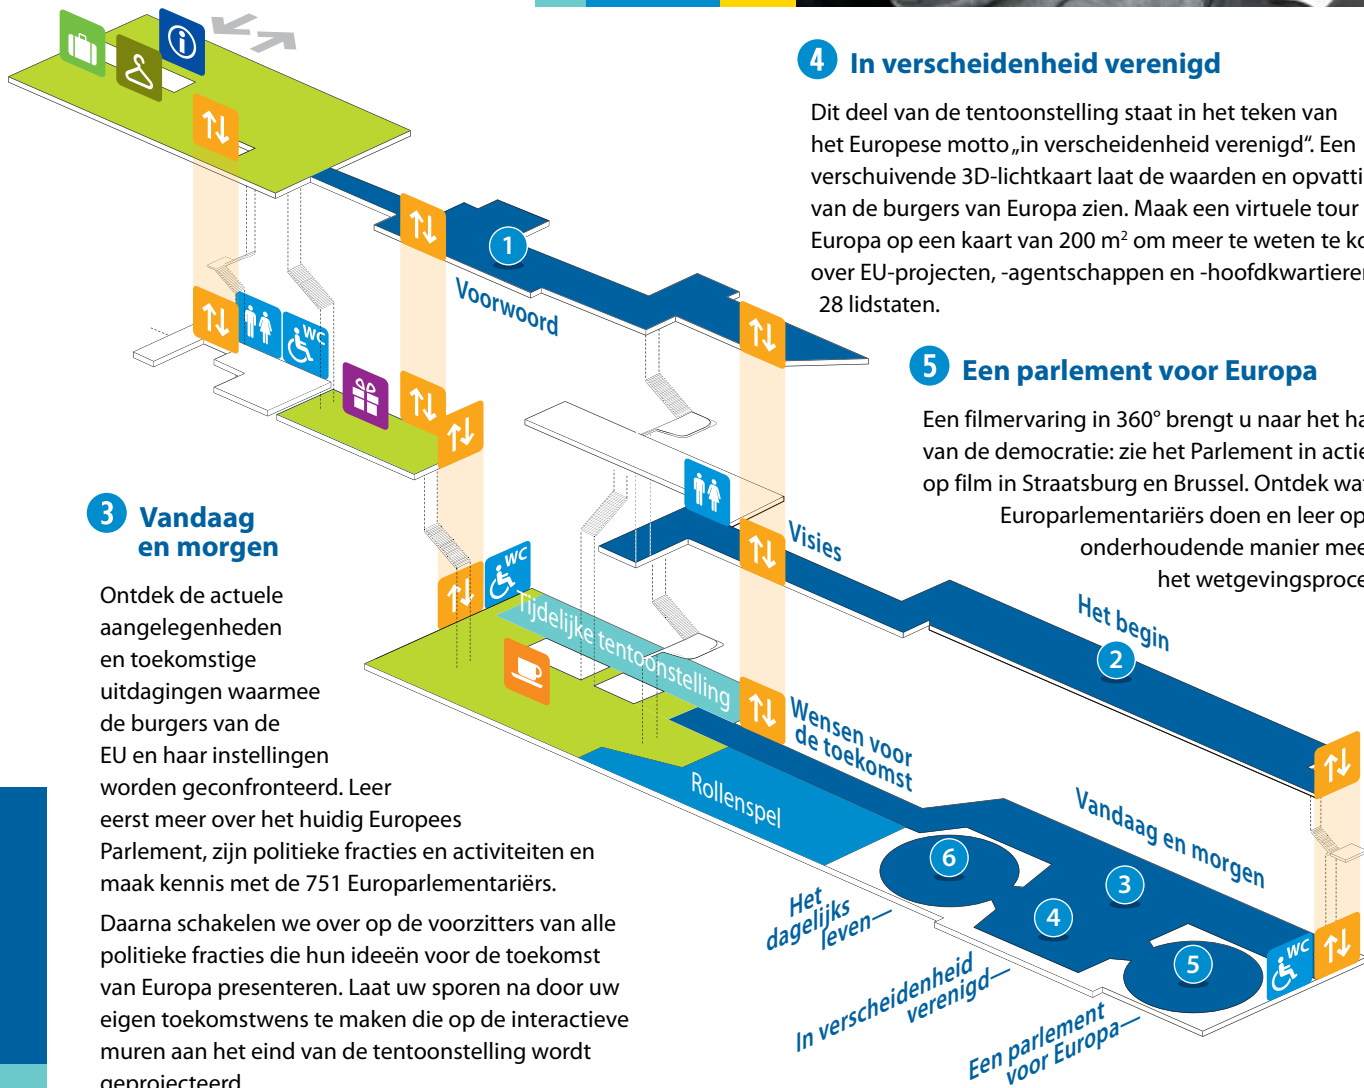 4 In verscheidenheid verenigd
Dit deel van de tentoonstelling staat in het teken van
het Europese motto „in verscheidenheid verenigd“. Een
verschuivende 3D-lichtkaart laat de waarden en
van de burgers van Europa zien. Maak een virtuele tour
Europa op een kaart van 200 m² om meer te weten te
over EU-projecten, -agentschappen en -hoofdkwartieren
28 lidstaten.
5 Een parlement voor Europa
Een filmervaring in 360° brengt u naar het
van de democratie: zie het Parlement in actie
op film in Straatsburg en Brussel. Ontdek
Europarlementariërs doen en leer op
onderhoudende manier
het
3 Vandaag
en morgen
Ontdek de actuele
aangelegenheden
en toekomstige
uitdagingen waarmee
de burgers van de
EU en haar instellingen
worden geconfronteerd. Leer
eerst meer over het huidig Europees
Parlement, zijn politieke fracties en activiteiten en
maak kennis met de 751 Europarlementariërs.
Daarna schakelen we over op de voorzitters van alle
politieke fracties die hun ideeën voor de toekomst
van Europa presenteren. Laat uw sporen na door uw
eigen toekomstwens te maken die op de interactieve
muren aan het eind van de tentoonstelling wordt
geprojecteerd
1
Voorwoord
WC
Visies
Het begin
2
WC
Tijdelijke tentoonstelling
Wensen voor
de toekomst
Rollenspel
Vandaag en morgen
6
3
4
5
WC
Het
dagelijks
leven
In verscheidenheid
verenigd
Een parlement
voor Europa